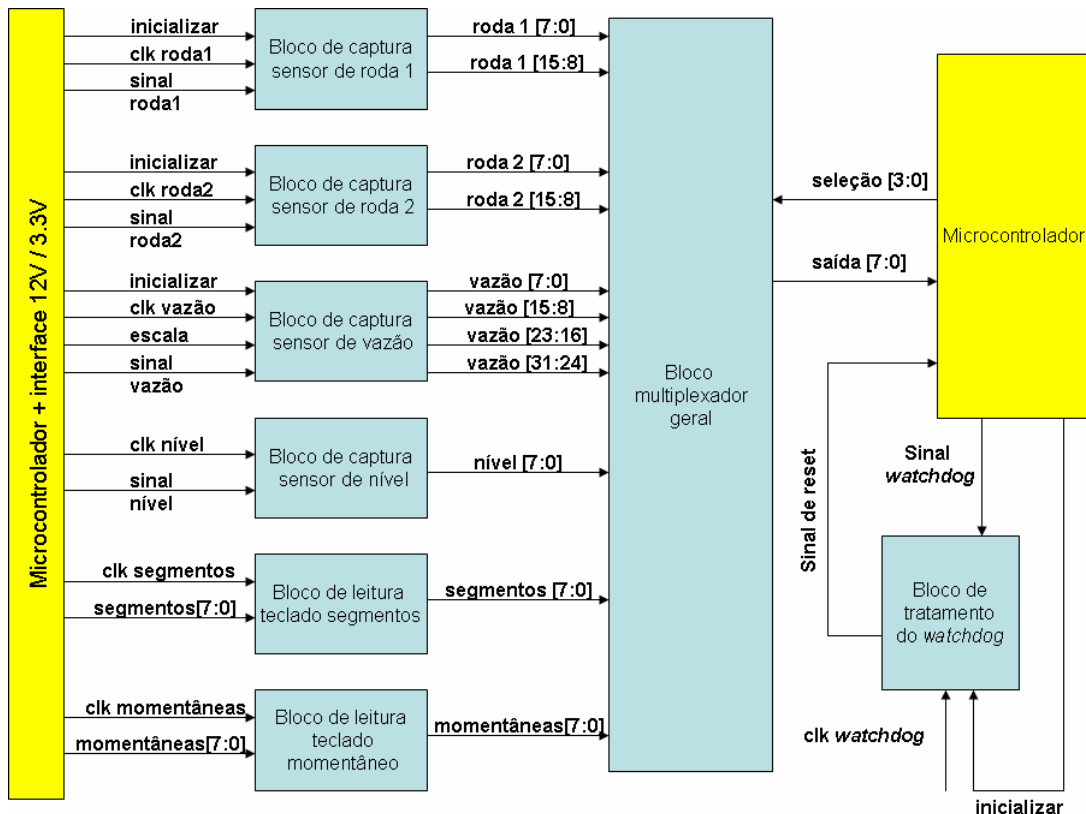 Microcontrolador + interface 12V / 3.3V
inicializar
clk roda1
sinal
roda1
Bloco de captura
sensor de roda 1
roda 1 [7:0]
roda 1 [15:8]
inicializar
clk roda2
sinal
roda2
Bloco de captura
sensor de roda 2
roda 2 [7:0]
roda 2 [15:8]
inicializar
clk vazão
escala
sinal
vazão
Bloco de captura
sensor de vazão
vazão [7:0]
vazão [15:8]
vazão [23:16]
vazão [31:24]
clk nível
sinal
nível
Bloco de captura
sensor de nível
nível [7:0]
clk segmentos
segmentos[7:0]
Bloco de leitura
teclado segmentos
segmentos [7:0]
clk momentâneas
momentâneas[7:0]
Bloco de leitura
teclado
momentâneo
momentâneas[7:0]
Bloco
multiplexador
geral
seleção [3:0]
saída [7:0]
Microcontrolador
Sinal de reset
Sinal
watchdog
Bloco de
tratamento
do watchdog
clk watchdog
inicializar